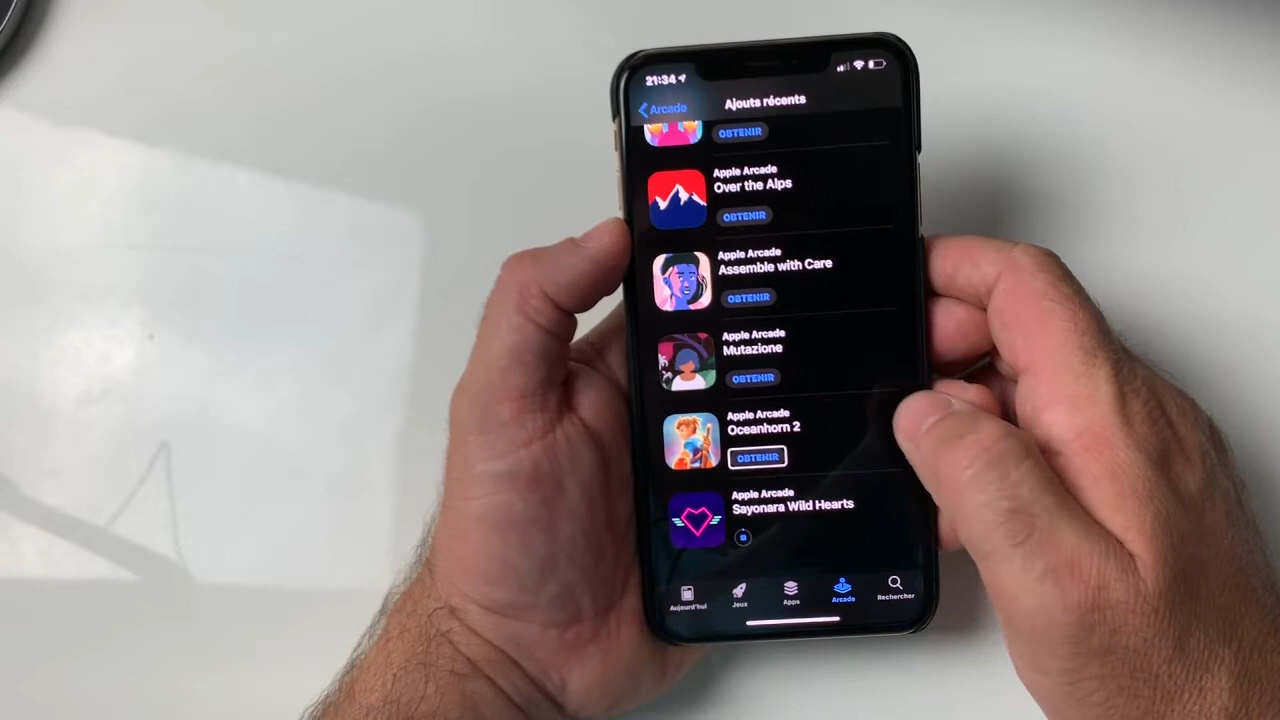 21:34
Arcade
Ajouts récents
OBTENIR
Apple Arcade
Over the Alps
OBTENIR
Apple Arcade
Assemble with Care
OBTENIR
Apple Arcade
Mutazione
OBTENIR
Apple Arcade
Oceanhorn 2
OBTENIR
Apple Arcade
Sayonara Wild Hearts
Aujourd'hui
Jeux
Apps
Arcade
Rechercher